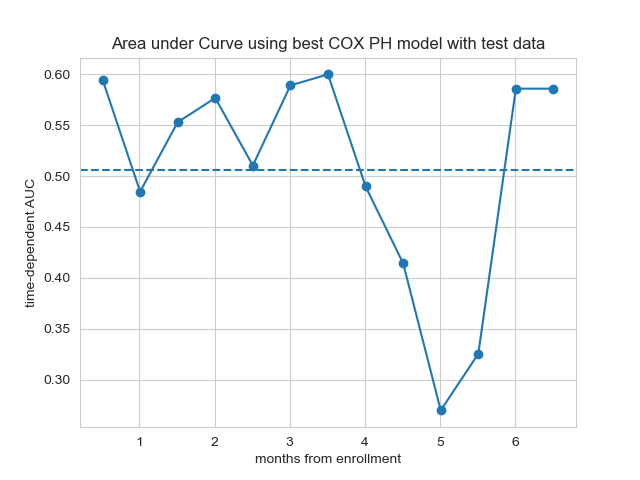 Area under Curve using best COX PH model with test data
time-dependent AUC
0.60
0.55
0.50
0.45
0.40
0.35
0.30
1 2 3 4 5 6
months from enrollment